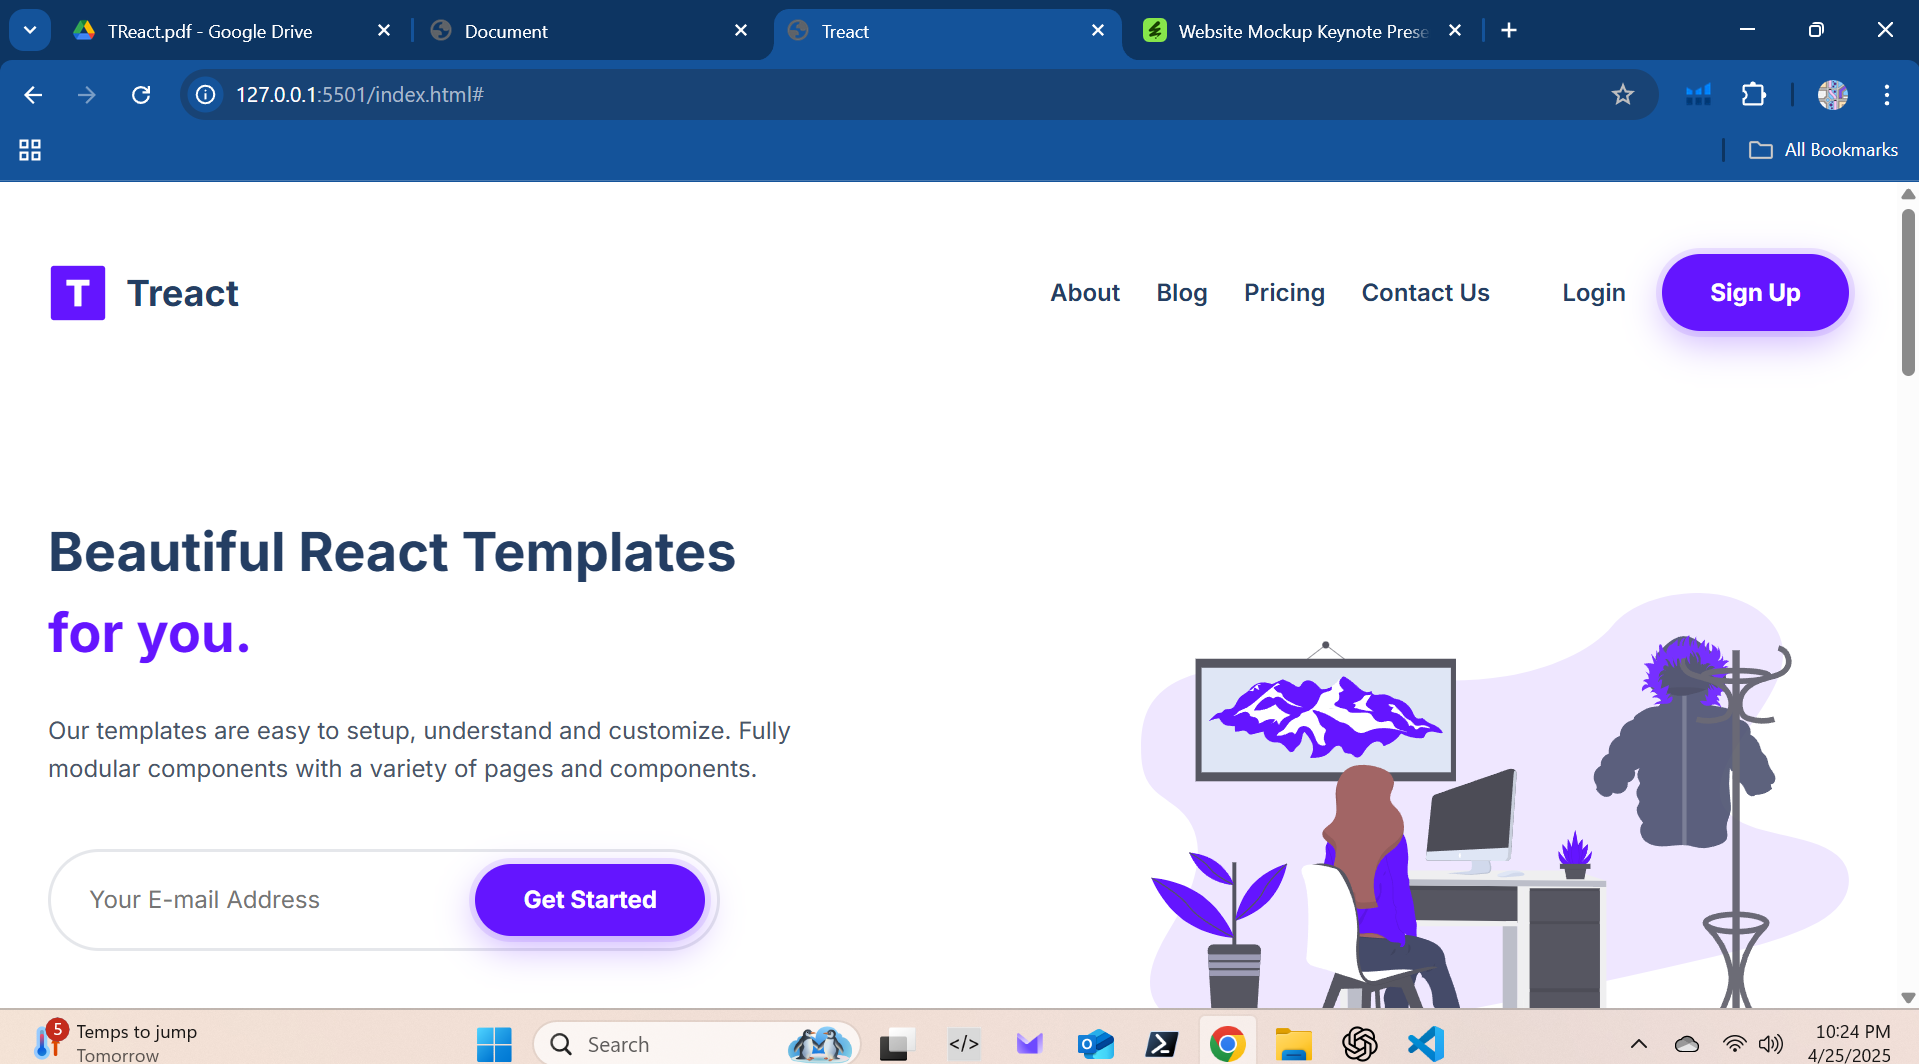 TReact.pdf - Google Drive
Document
Treact
Website Mockup Keynote Prese
127.0.0.1:5501/index.html#
All Bookmarks
T Treact
About Blog Pricing Contact Us Login Sign Up
Beautiful React Templates
for you.
Our templates are easy to setup, understand and customize. Fully
modular components with a variety of pages and components.
Your E-mail Address Get Started
5
Temps to jump
Tomorrow
Search
10:24 PM
4/25/2025